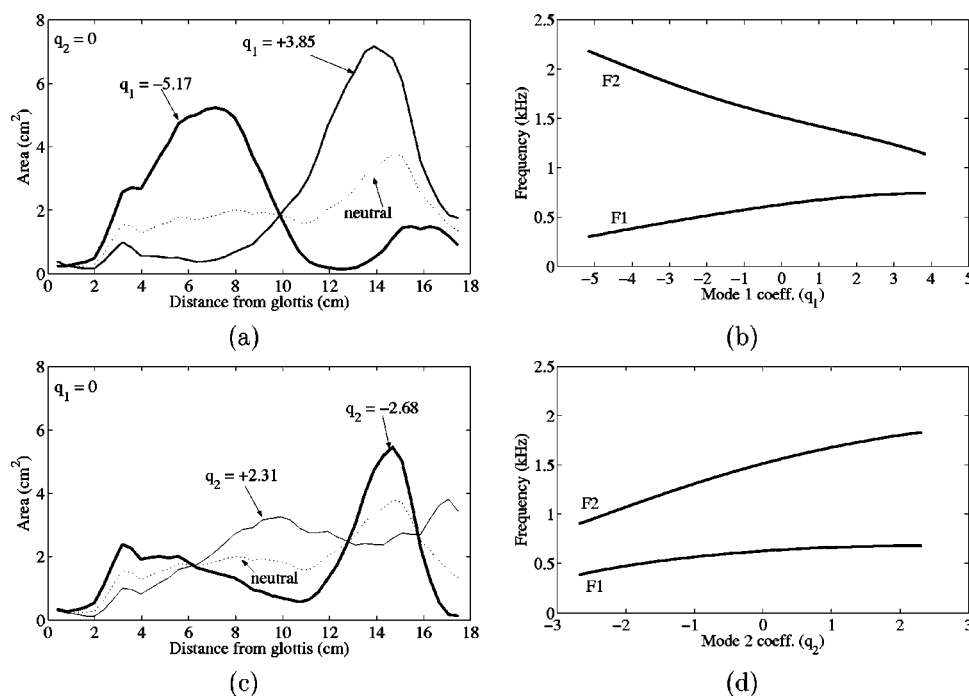 q₂ = 0
q₁ = +3.85
q₁ = −5.17
neutral
Area (cm²)
8
6
4
2
0
0 2 4 6 8 10 12 14 16 18
Distance from glottis (cm)
(a)
F2
F1
Frequency (kHz)
2.5
2
1.5
1
0.5
0
−5 −4 −3 −2 −1 0 1 2 3 4 5
Mode 1 coeff. (q₁)
(b)
q₁ = 0
q₂ = −2.68
q₂ = +2.31
neutral
Area (cm²)
8
6
4
2
0
0 2 4 6 8 10 12 14 16 18
Distance from glottis (cm)
(c)
F2
F1
Frequency (kHz)
2.5
2
1.5
1
0.5
0
−3 −2 −1 0 1 2 3
Mode 2 coeff. (q₂)
(d)